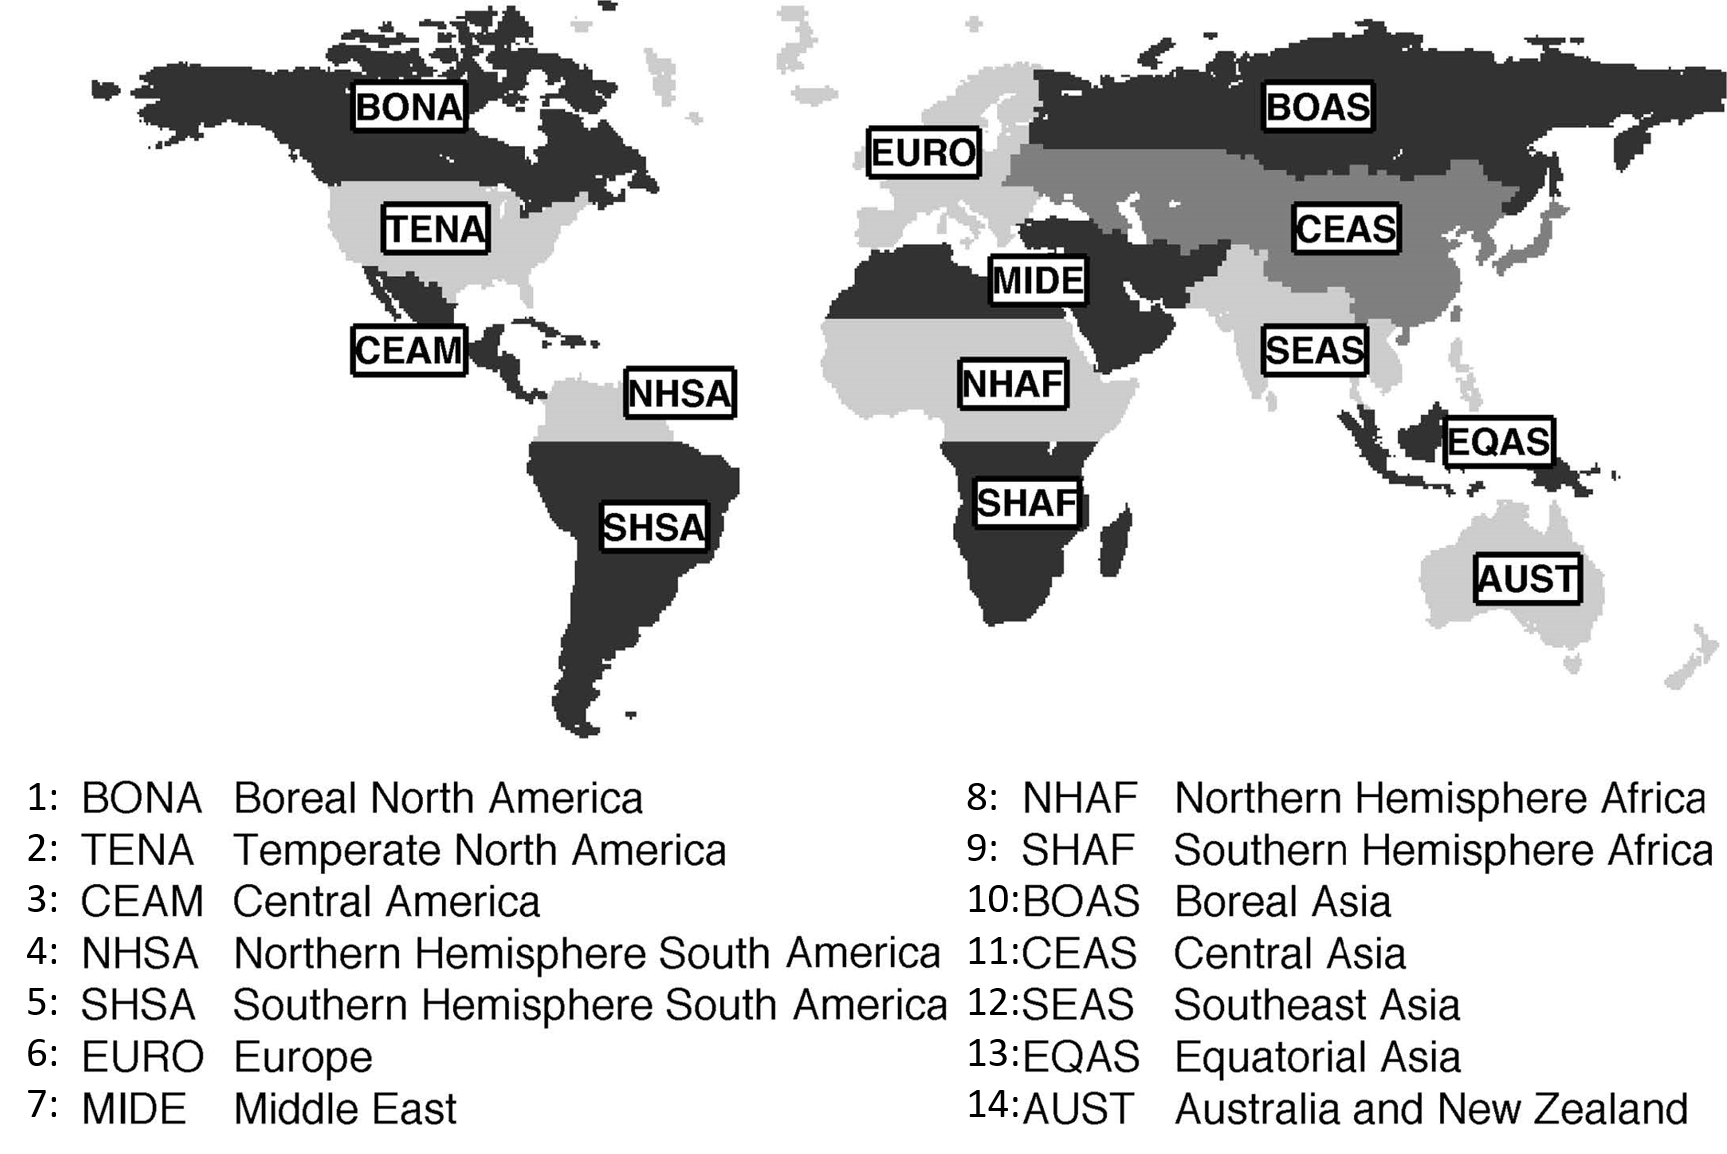 BONA
BOAS
EURO
TENA
CEAS
MIDE
CEAM
SEAS
NHAF
NHSA
EQAS
SHAF
SHSA
AUST
1: BONA Boreal North America
2: TENA Temperate North America
3: CEAM Central America
4: NHSA Northern Hemisphere South America
5: SHSA Southern Hemisphere South America
6: EURO Europe
7: MIDE Middle East
8: NHAF Northern Hemisphere Africa
9: SHAF Southern Hemisphere Africa
10: BOAS Boreal Asia
11: CEAS Central Asia
12: SEAS Southeast Asia
13: EQAS Equatorial Asia
14: AUST Australia and New Zealand